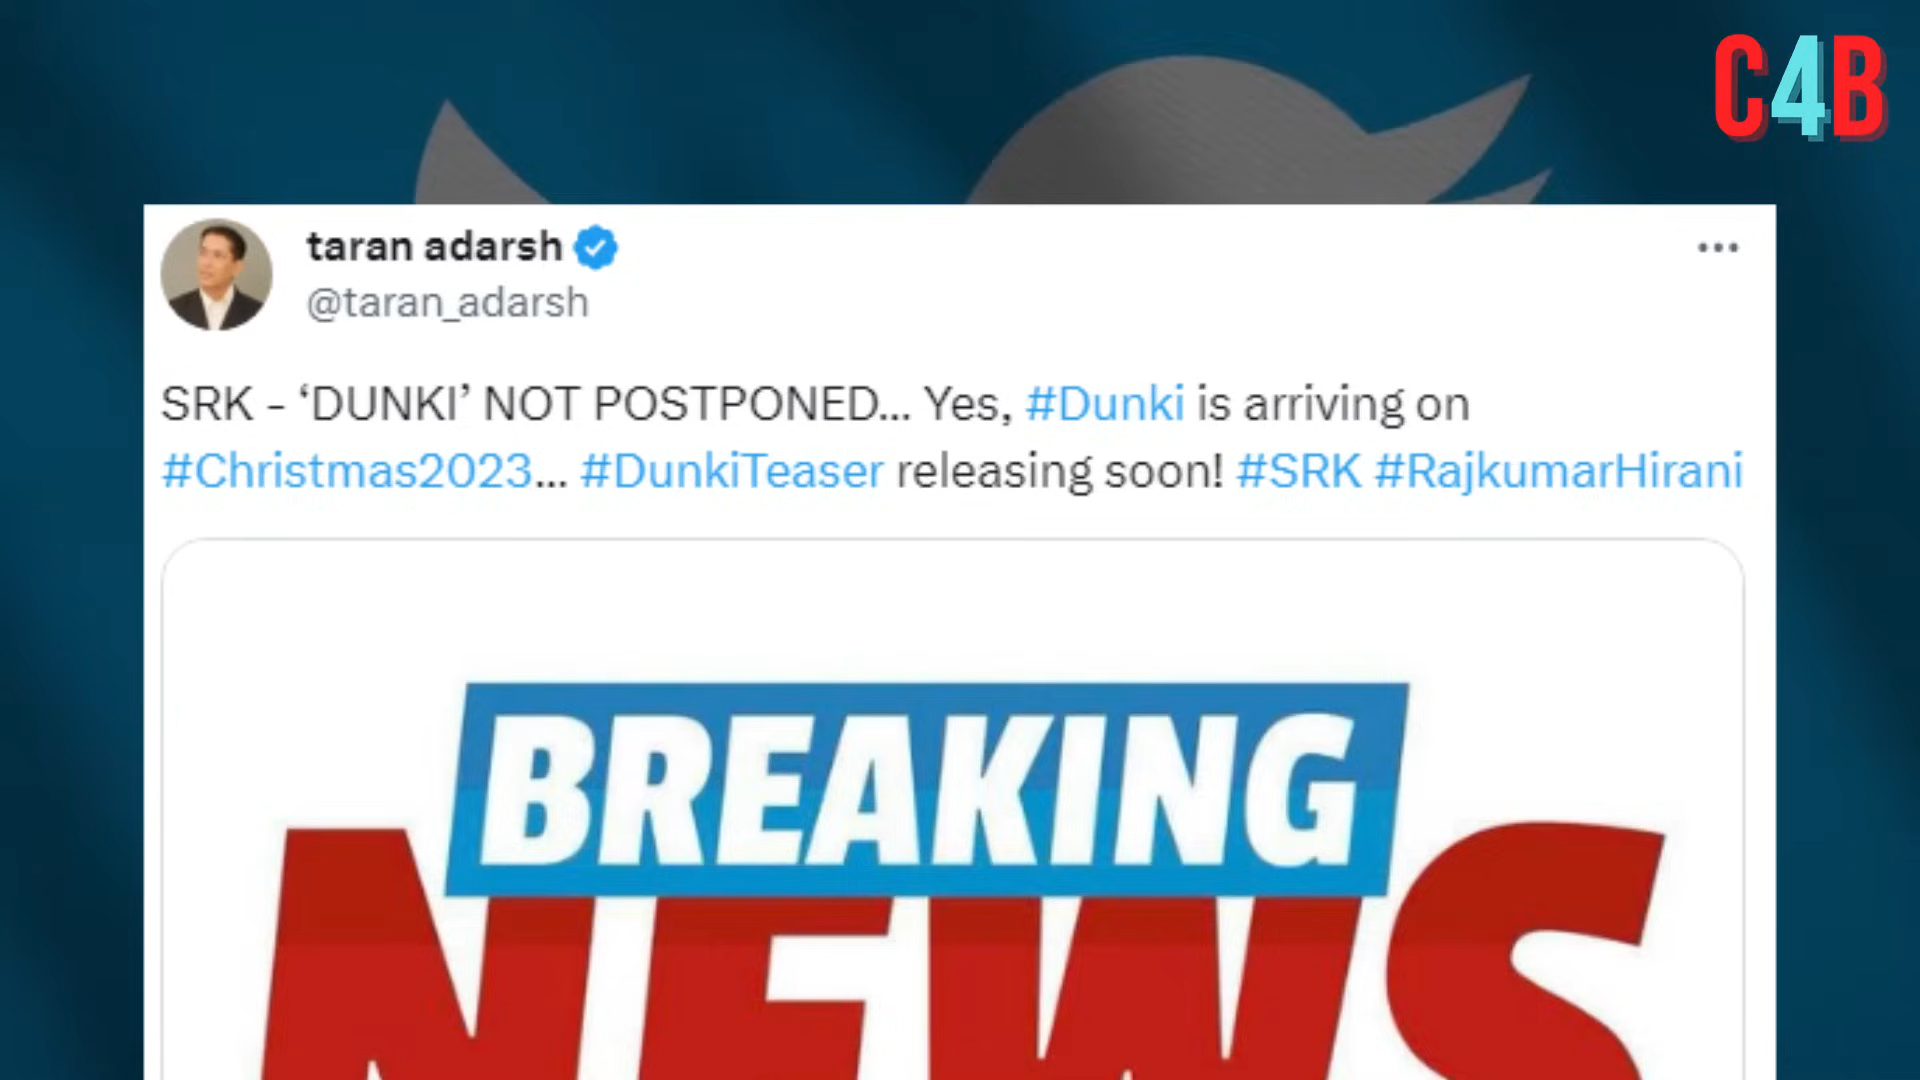 C4B
taran adarsh
@taran_adarsh
SRK - ‘DUNKI’ NOT POSTPONED... Yes, #Dunki is arriving on
#Christmas2023... #DunkiTeaser releasing soon! #SRK #RajkumarHirani
BREAKING
NEWS